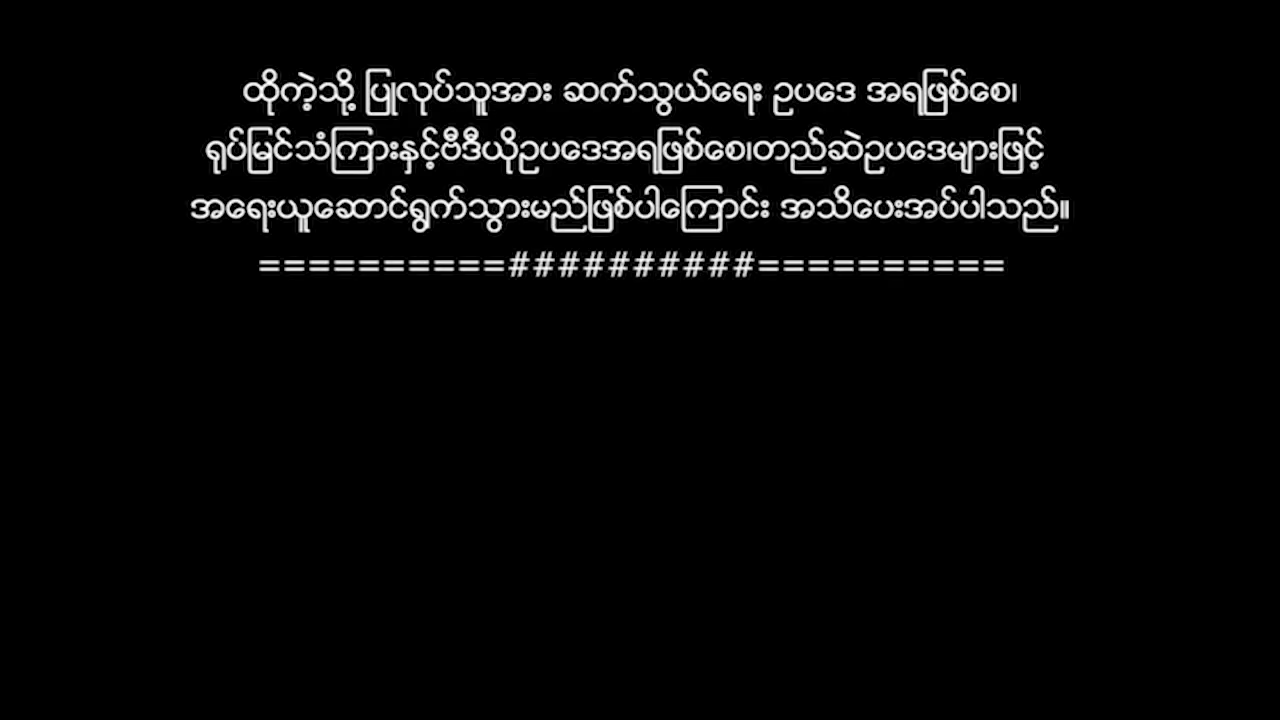 ထိုကဲ့သို့ ပြုလုပ်သူအား ဆက်သွယ်ရေး ဥပဒေ အရဖြစ်စေ၊
ရုပ်မြင်သံကြားနှင့်ဗီဒီယိုဥပဒေအရဖြစ်စေ၊တည်ဆဲဥပဒေများဖြင့်
အရေးယူဆောင်ရွက်သွားမည်ဖြစ်ပါကြောင်း အသိပေးအပ်ပါသည်။
==========##########==========